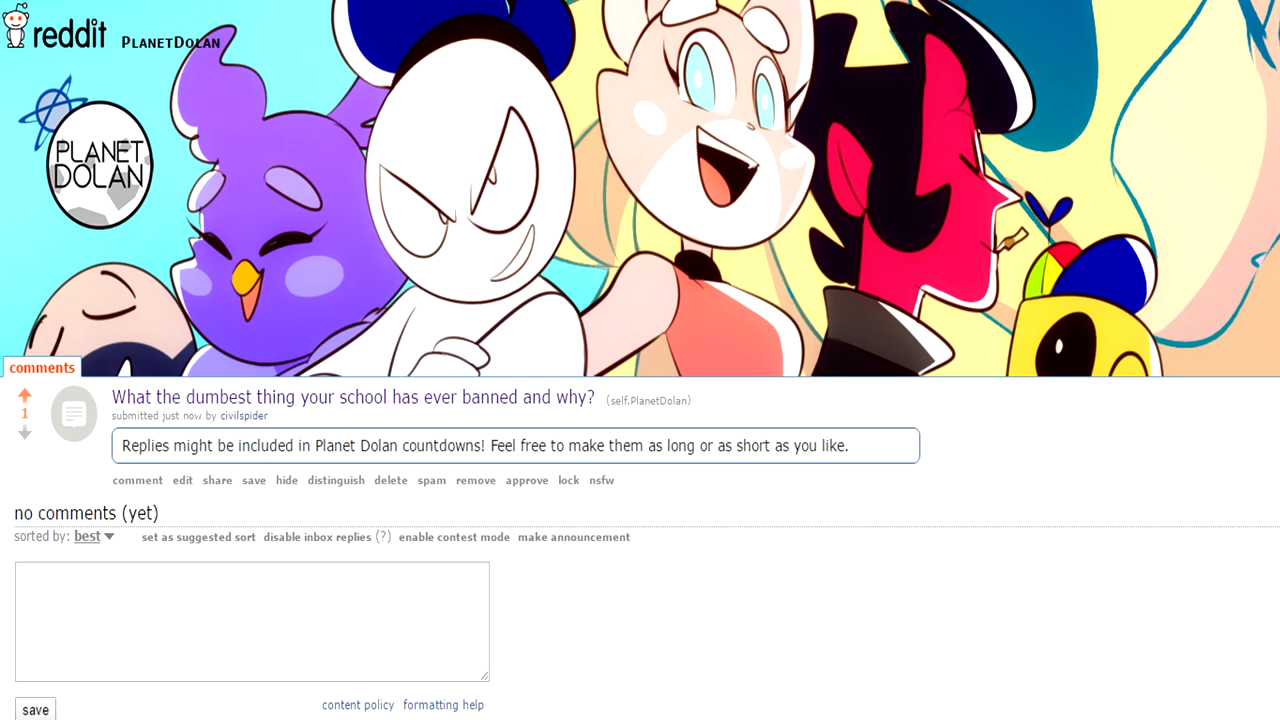 reddit PLANETDOLAN
PLANET
DOLAN
comments
What the dumbest thing your school has ever banned and why? (self.PlanetDolan)
1
submitted just now by civilspider
Replies might be included in Planet Dolan countdowns! Feel free to make them as long or as short as you like.
comment edit share save hide distinguish delete spam remove approve lock nsfw
no comments (yet)
sorted by: best set as suggested sort disable inbox replies (?) enable contest mode make announcement
content policy formatting help
save